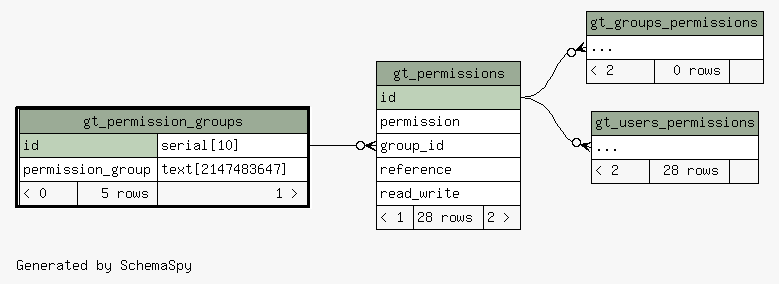 gt_permission_groups
id serial[10]
permission_group text[2147483647]
< 0 5 rows 1 >
gt_permissions
id
permission
group_id
reference
read_write
< 1 28 rows 2 >
gt_groups_permissions
...
< 2 0 rows
gt_users_permissions
...
< 2 28 rows
Generated by SchemaSpy